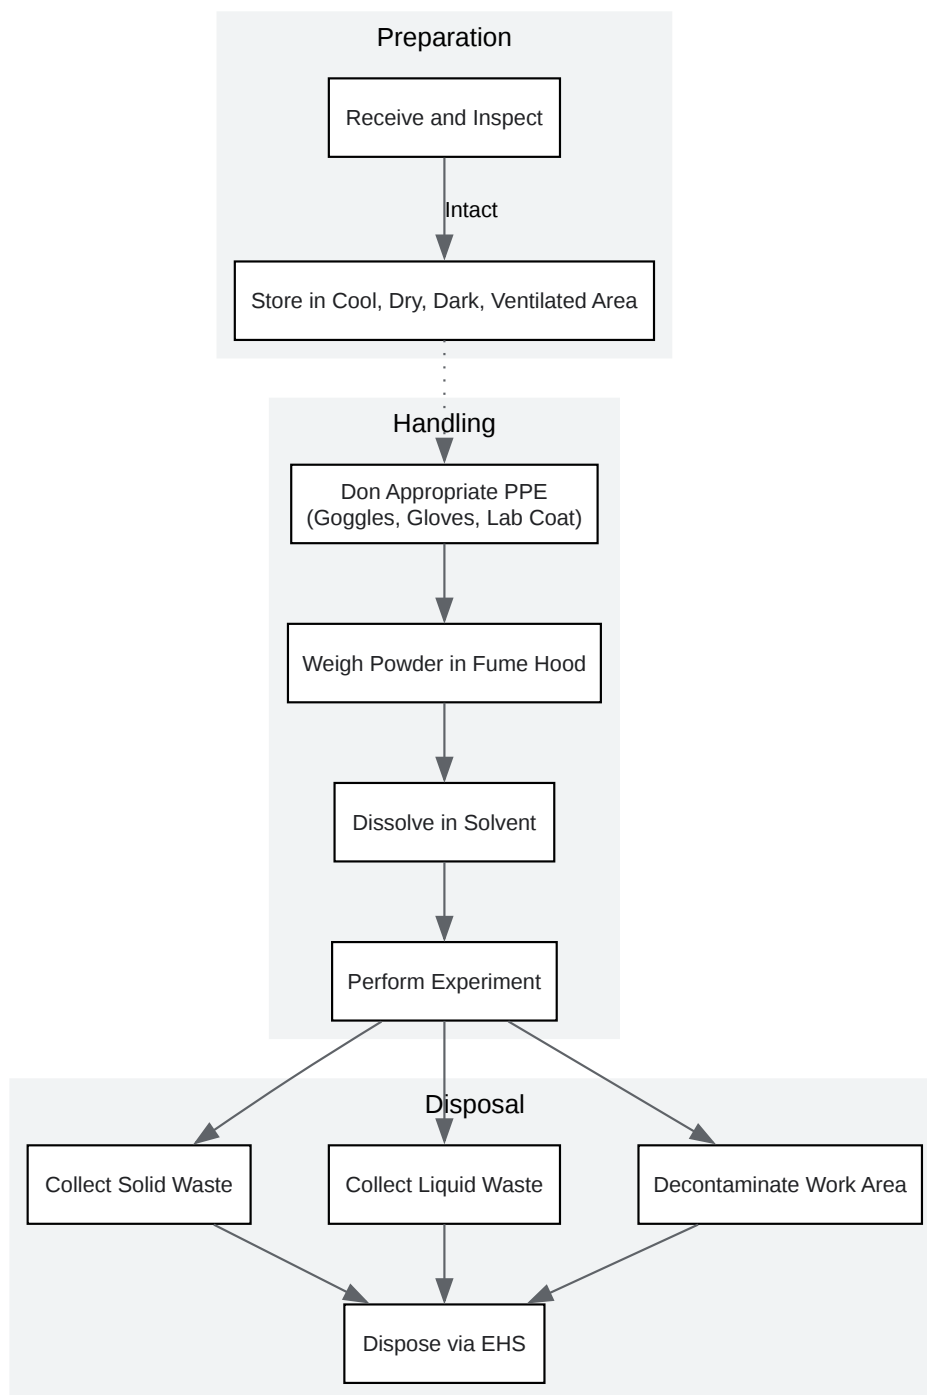 Preparation
Receive and Inspect
Intact
Store in Cool, Dry, Dark, Ventilated Area
Handling
Don Appropriate PPE
(Goggles, Gloves, Lab Coat)
Weigh Powder in Fume Hood
Dissolve in Solvent
Perform Experiment
Disposal
Collect Solid Waste
Collect Liquid Waste
Decontaminate Work Area
Dispose via EHS